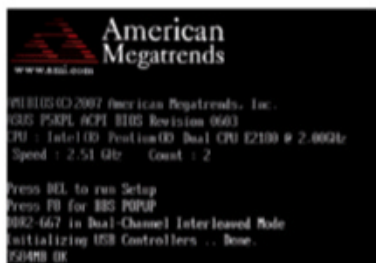 American
Megatrends
www.ami.com
AMIBIOS(C)2007 American Megatrends, Inc.
ASUS P5KPL ACPI BIOS Revision 0603
CPU : Intel(R) Pentium(R) Dual CPU E2180 @ 2.00GHz
Speed : 2.51 GHz Count : 2
Press DEL to run Setup
Press F8 for BBS POPUP
DDR2-667 in Dual-Channel Interleaved Mode
Initializing USB Controllers .. Done.
3584MB OK